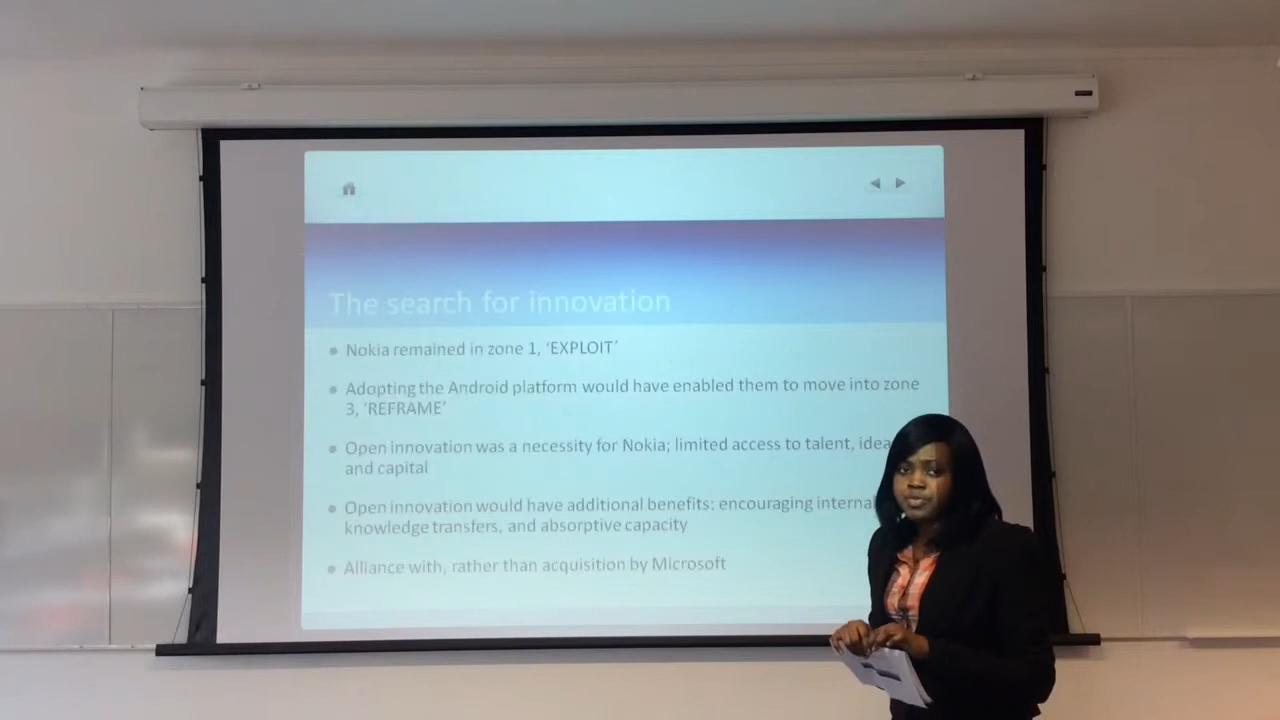 The search for innovation
Nokia remained in zone 1, ‘EXPLOIT’
Adopting the Android platform would have enabled them to move into zone
3, ‘REFRAME’
Open innovation was a necessity for Nokia; limited access to talent,
and capital
Open innovation would have additional benefits: encouraging internal
knowledge transfers, and absorptive capacity
Alliance with, rather than acquisition by Microsoft